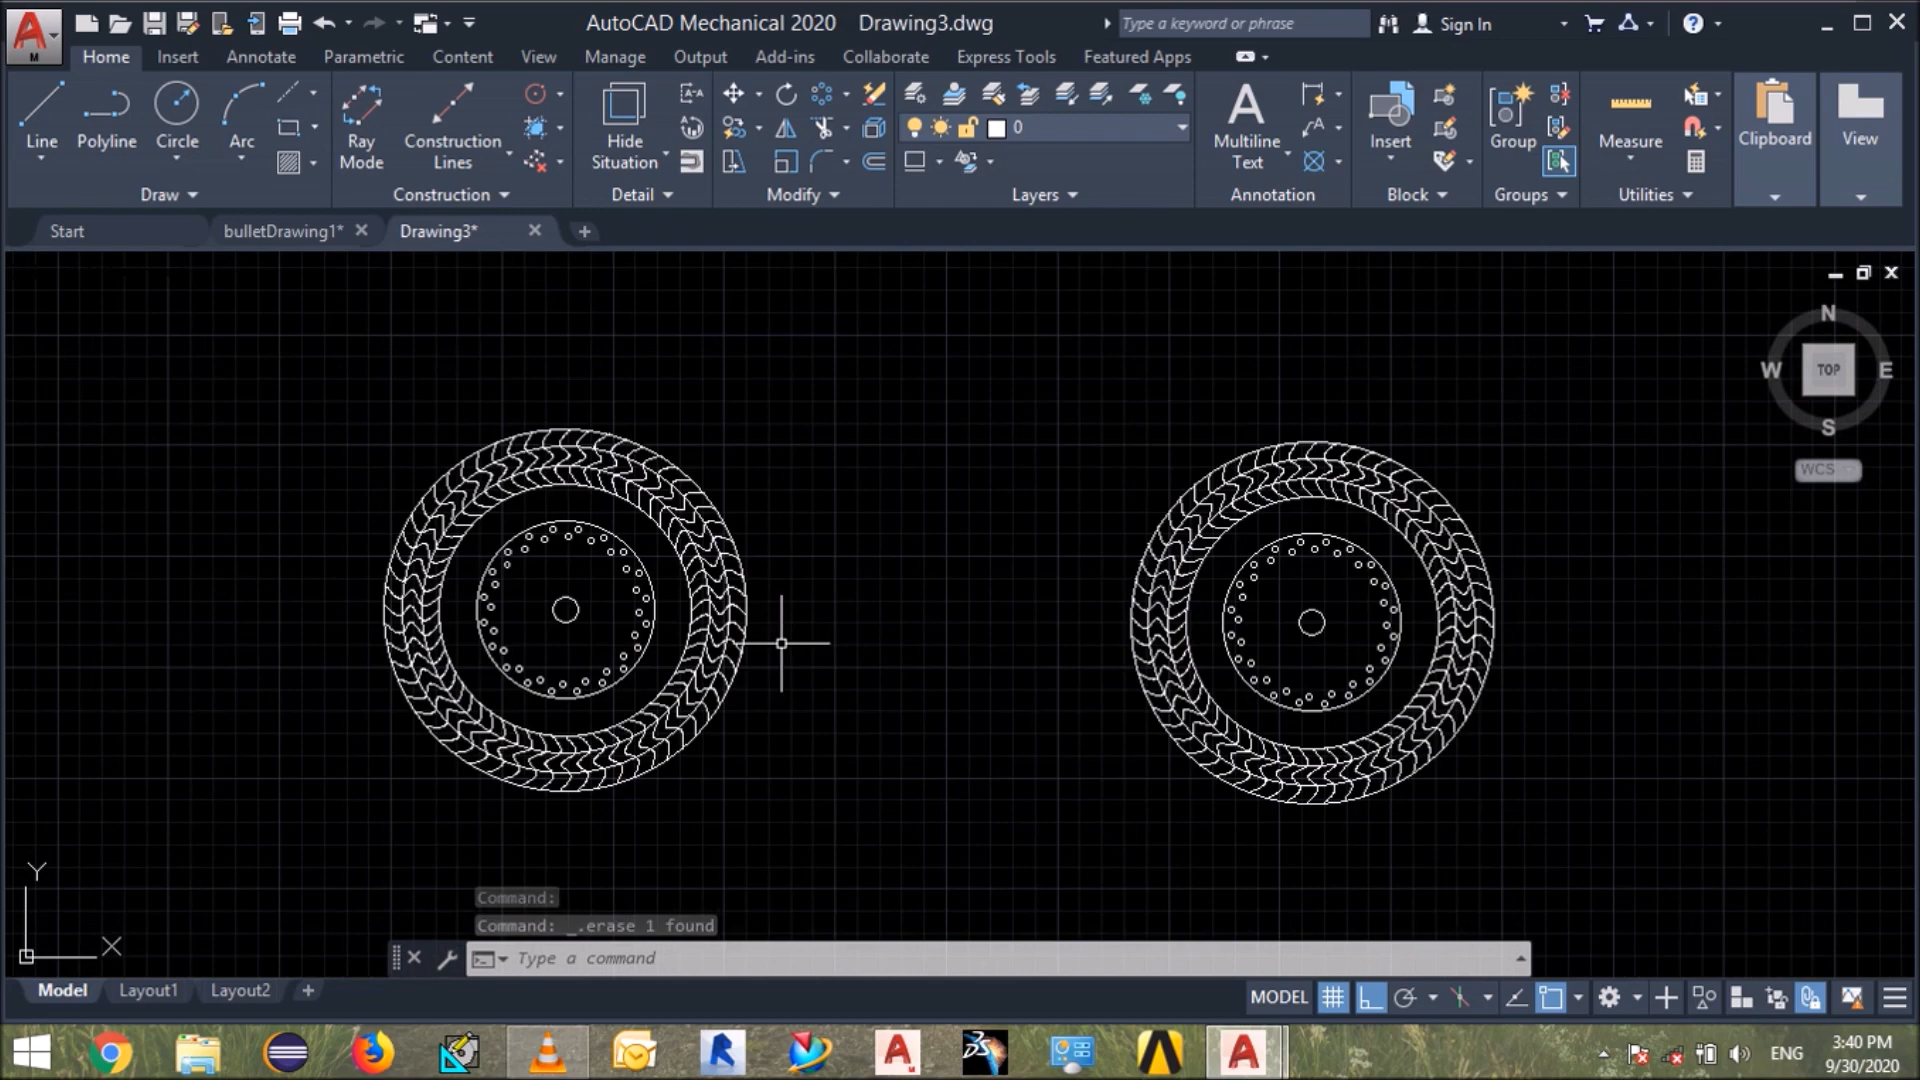 AutoCAD Mechanical 2020 Drawing3.dwg
Type a keyword or phrase
Sign In
M
Home Insert Annotate Parametric Content View Manage Output Add-ins Collaborate Express Tools Featured Apps
Line Polyline Circle Arc
Ray Mode
Construction Lines
Hide Situation
0
Multiline Text
Insert
Group
Measure
Clipboard
View
Draw Construction Detail Modify Layers Annotation Block Groups Utilities
Start bulletDrawing1* Drawing3*
N
W TOP E
S
WCS
Y
X
Command:
Command: _.erase 1 found
Type a command
Model Layout1 Layout2
MODEL
ENG
3:40 PM
9/30/2020